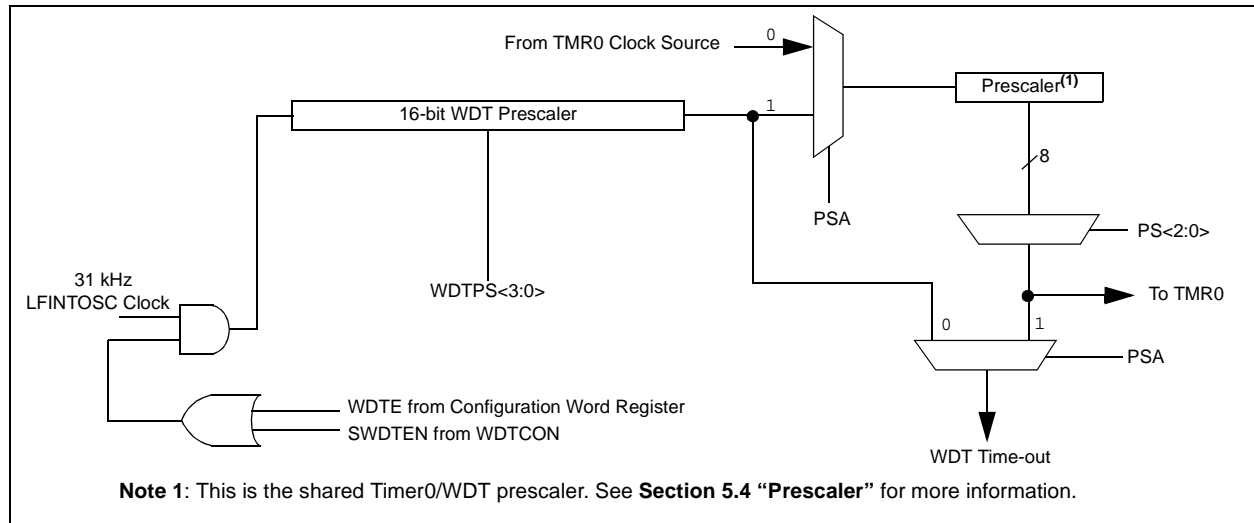 From TMR0 Clock Source
0
1
16-bit WDT Prescaler
Prescaler(1)
8
PSA
PS<2:0>
31 kHz
LFINTOSC Clock
WDTPS<3:0>
To TMR0
0
1
PSA
WDTE from Configuration Word Register
SWDTEN from WDTCON
WDT Time-out
Note 1: This is the shared Timer0/WDT prescaler. See Section 5.4 “Prescaler” for more information.